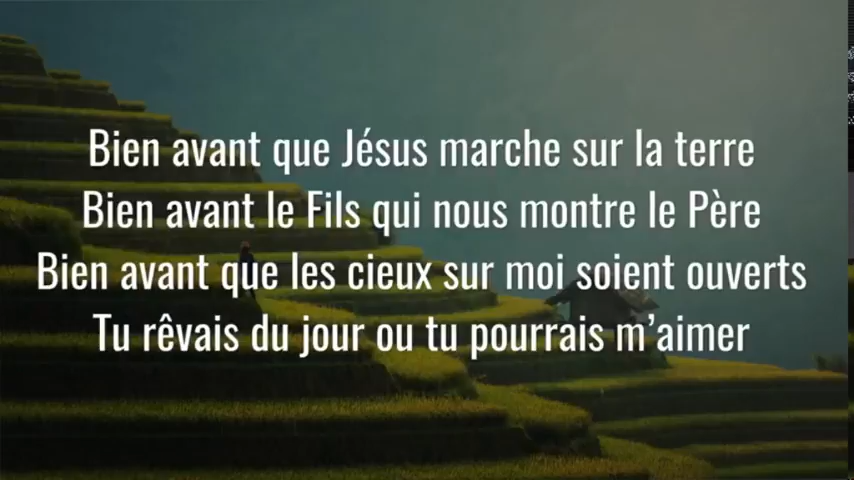 Bien avant que Jésus marche sur la terre
Bien avant le Fils qui nous montre le Père
Bien avant que les cieux sur moi soient ouverts
Tu rêvais du jour ou tu pourrais m’aimer